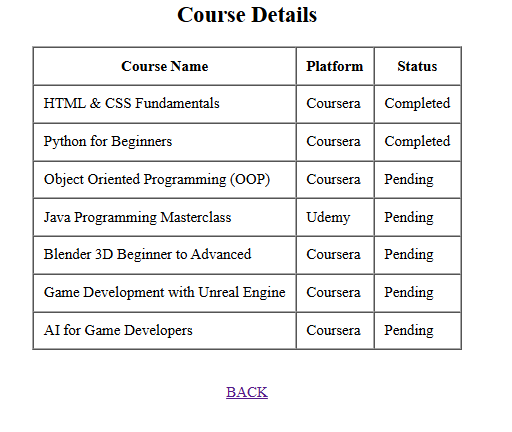 Course Details
Course Name Platform Status
HTML & CSS Fundamentals Coursera Completed
Python for Beginners Coursera Completed
Object Oriented Programming (OOP) Coursera Pending
Java Programming Masterclass Udemy Pending
Blender 3D Beginner to Advanced Coursera Pending
Game Development with Unreal Engine Coursera Pending
AI for Game Developers Coursera Pending
BACK